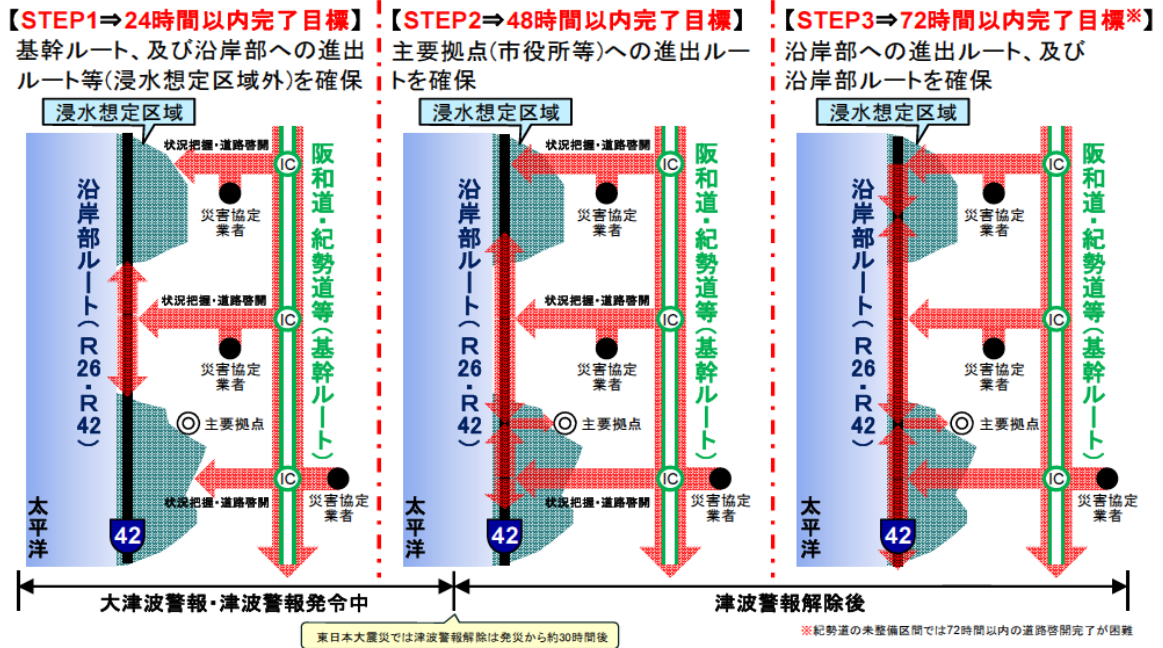 【STEP1⇒24時間以内完了目標】
基幹ルート、及び沿岸部への進出
ルート等(浸水想定区域外)を確保
浸水想定区域
状況把握・道路啓開
IC
災害協定
業者
状況把握・道路啓開
IC
災害協定
業者
主要拠点
IC
状況把握・道路啓開
災害協定
業者
沿岸部ルート(R26・R42)
阪和道・紀勢道等(基幹ルート)
太平洋
42
【STEP2⇒48時間以内完了目標】
主要拠点(市役所等)への進出ルー
トを確保
浸水想定区域
状況把握・道路啓開
IC
災害協定
業者
状況把握・道路啓開
IC
災害協定
業者
主要拠点
IC
状況把握・道路啓開
災害協定
業者
沿岸部ルート(R26・R42)
阪和道・紀勢道等(基幹ルート)
太平洋
42
【STEP3⇒72時間以内完了目標※】
沿岸部への進出ルート、及び
沿岸部ルートを確保
浸水想定区域
IC
災害協定
業者
IC
災害協定
業者
主要拠点
IC
災害協定
業者
沿岸部ルート(R26・R42)
阪和道・紀勢道等(基幹ルート)
太平洋
42
大津波警報・津波警報発令中
津波警報解除後
東日本大震災では津波警報解除は発災から約30時間後
※紀勢道の未整備区間では72時間以内の道路啓開完了が困難